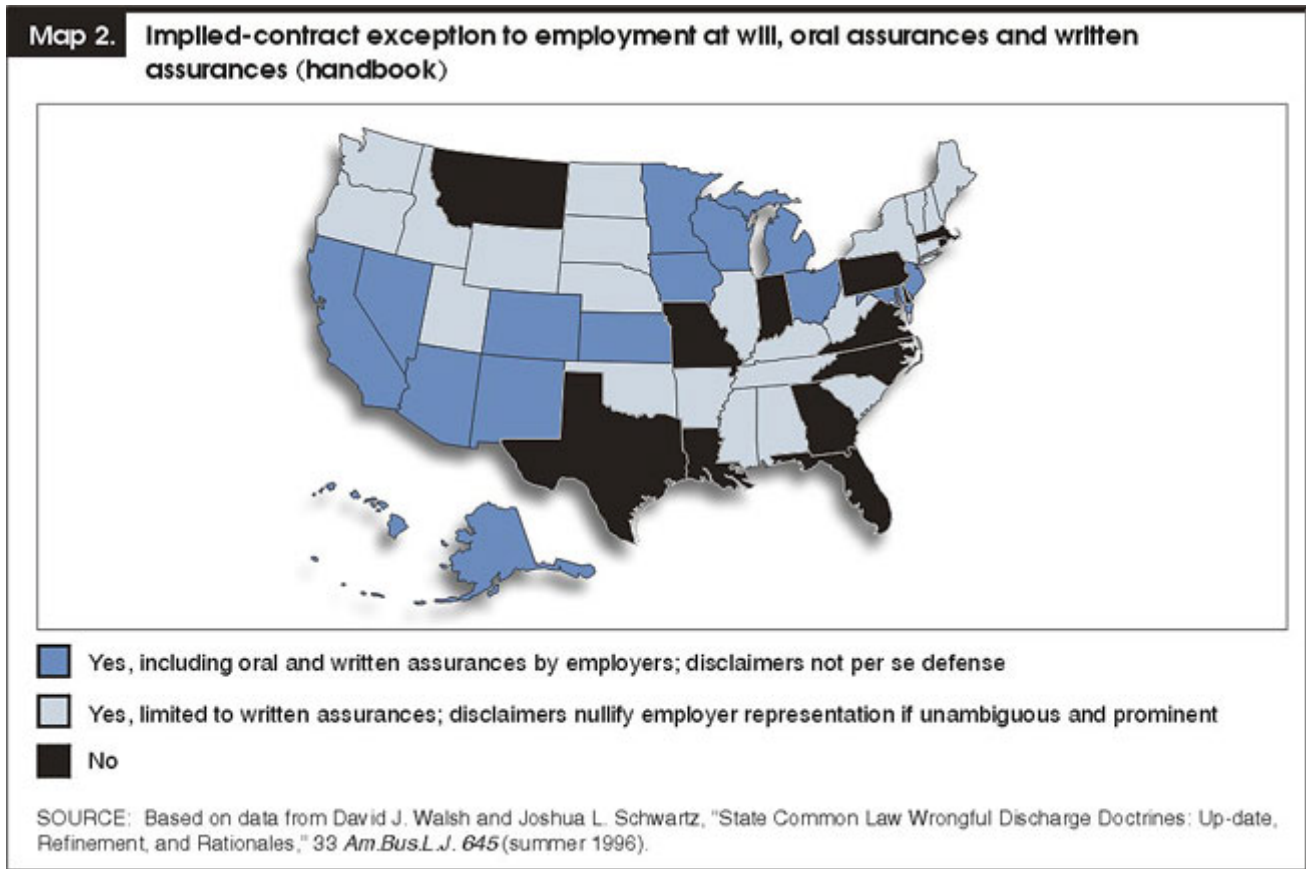 Map 2.
Implied-contract exception to employment at will, oral assurances and written
assurances (handbook)
Yes, including oral and written assurances by employers; disclaimers not per se defense
Yes, limited to written assurances; disclaimers nullify employer representation if unambiguous and prominent
No
SOURCE: Based on data from David J. Walsh and Joshua L. Schwartz, "State Common Law Wrongful Discharge Doctrines: Up-date,
Refinement, and Rationales," 33 Am.Bus.L.J. 645 (summer 1996).